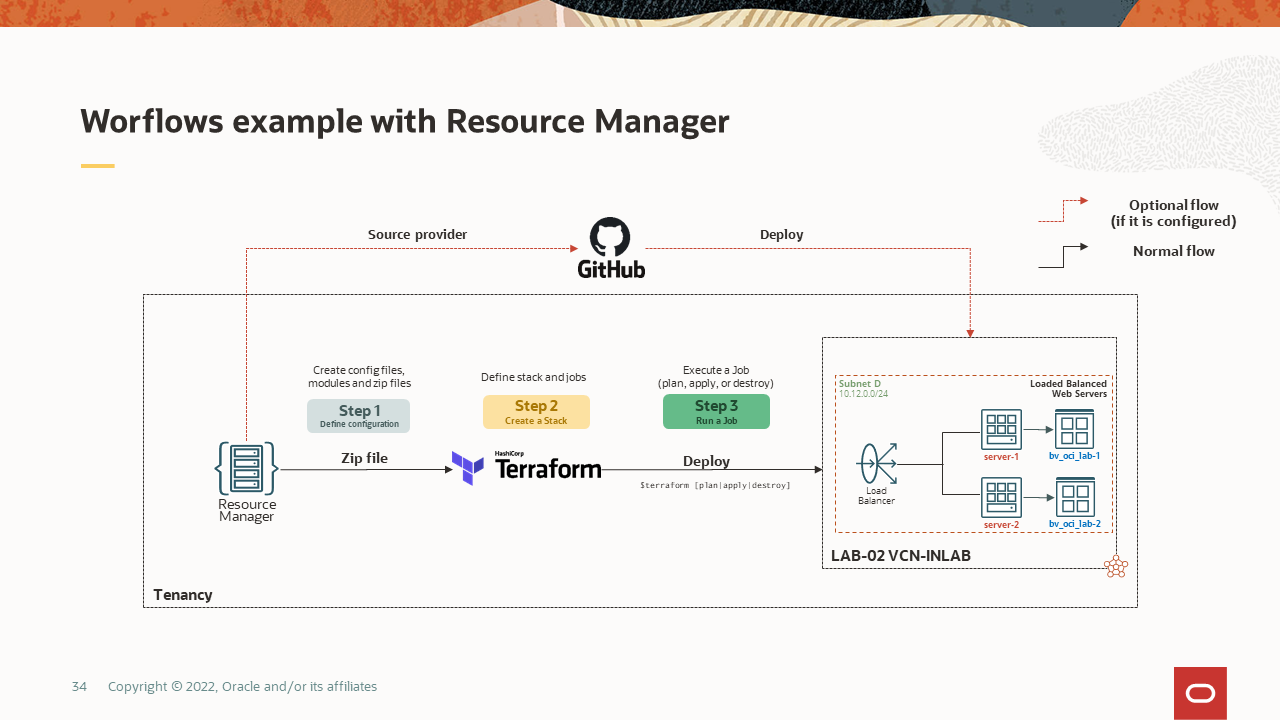 Worflows example with Resource Manager
Optional flow
(if it is configured)
Normal flow
Source provider
GitHub
Deploy
Create config files,
modules and zip files
Step 1
Define configuration
Define stack and jobs
Step 2
Create a Stack
Execute a Job
(plan, apply, or destroy)
Step 3
Run a Job
Resource
Manager
Zip file
HashiCorp
Terraform
Deploy
$terraform [plan|apply|destroy]
Subnet D
10.12.0.0/24
Loaded Balanced
Web Servers
Load
Balancer
server-1
bv_oci_lab-1
server-2
bv_oci_lab-2
LAB-02 VCN-INLAB
Tenancy
34
Copyright © 2022, Oracle and/or its affiliates